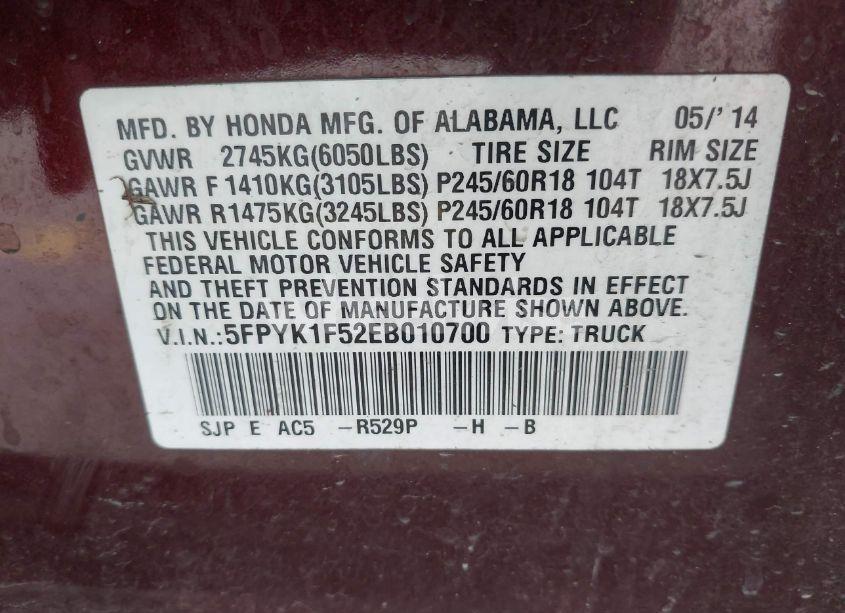 MFD. BY HONDA MFG. OF ALABAMA, LLC 05/' 14
GVWR 2745KG(6050LBS) TIRE SIZE RIM SIZE
GAWR F 1410KG(3105LBS) P245/60R18 104T 18X7.5J
GAWR R1475KG(3245LBS) P245/60R18 104T 18X7.5J
THIS VEHICLE CONFORMS TO ALL APPLICABLE
FEDERAL MOTOR VEHICLE SAFETY
AND THEFT PREVENTION STANDARDS IN EFFECT
ON THE DATE OF MANUFACTURE SHOWN ABOVE.
V.I.N.:5FPYK1F52EB010700 TYPE: TRUCK
SJP E AC5 -R529P -H -B